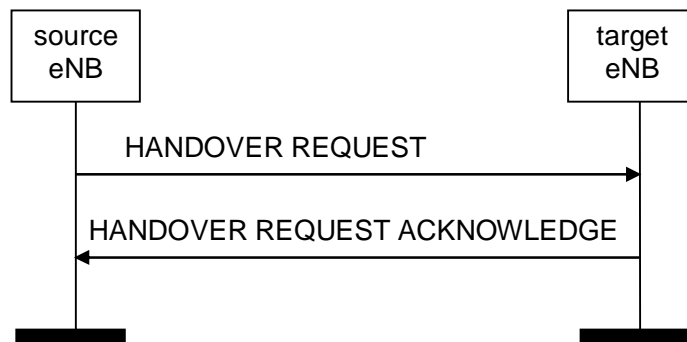 source
eNB
target
eNB
HANDOVER REQUEST
HANDOVER REQUEST ACKNOWLEDGE